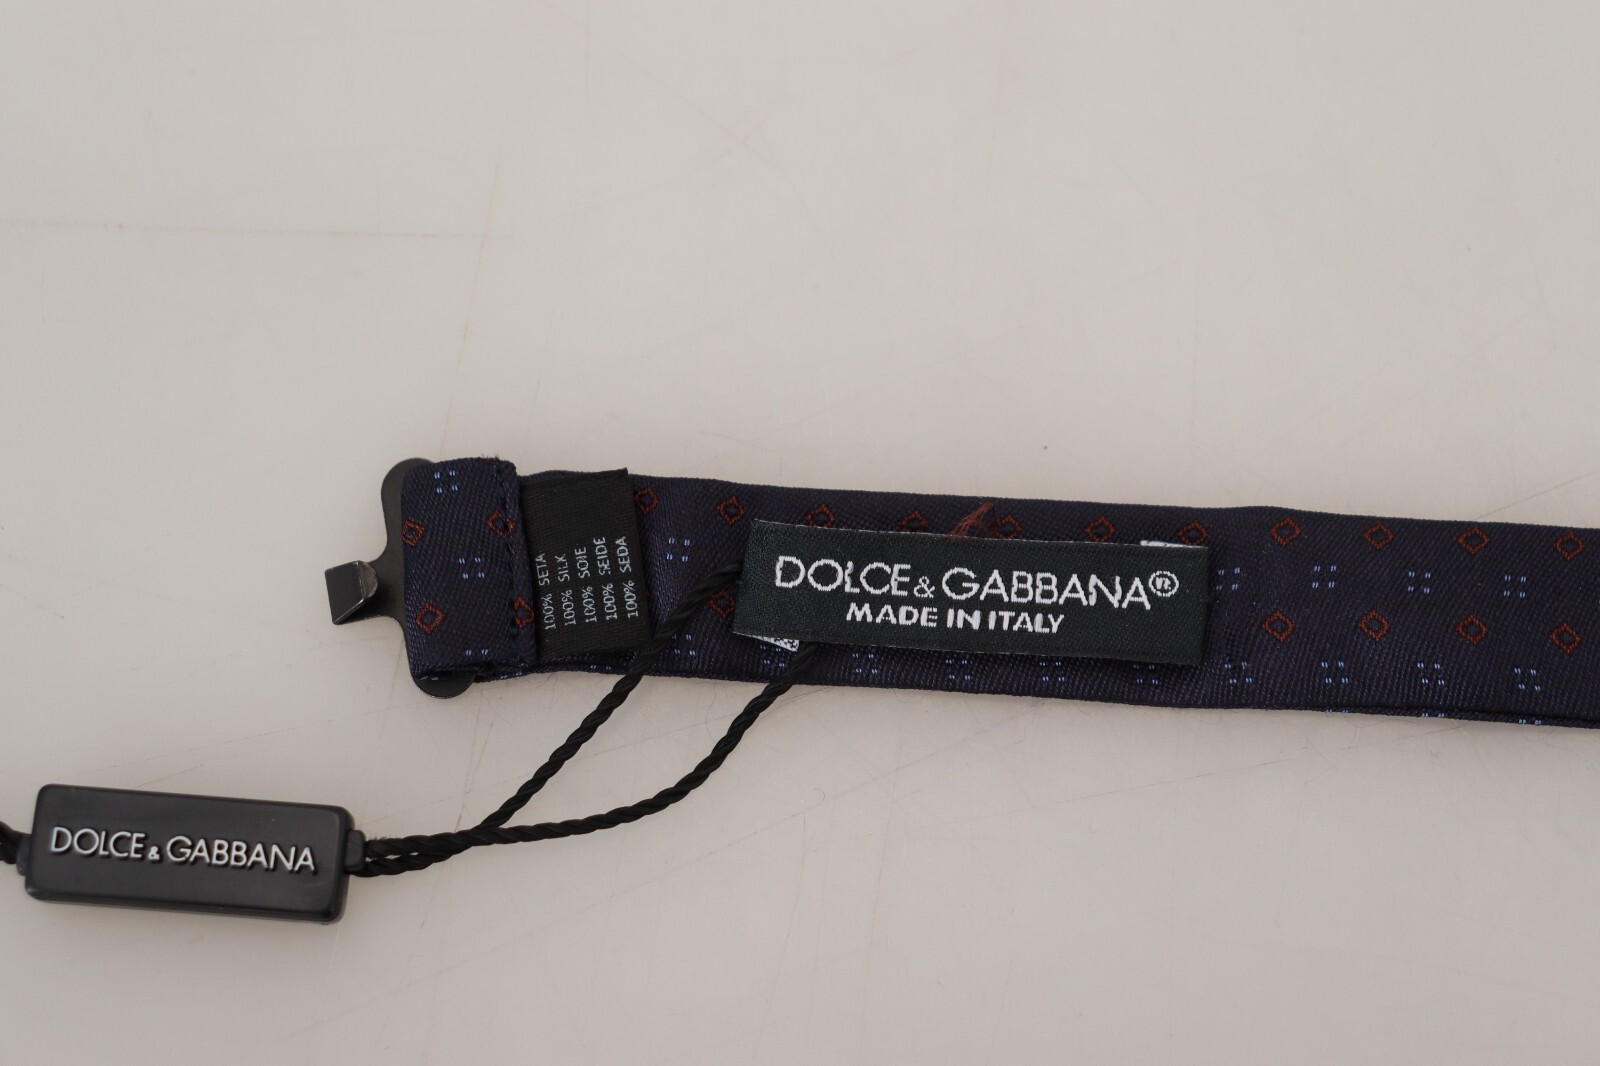 100% SETA
100% SILK
100% SOIE
100% SEIDE
100% SEDA
DOLCE & GABBANA®
MADE IN ITALY
DOLCE & GABBANA